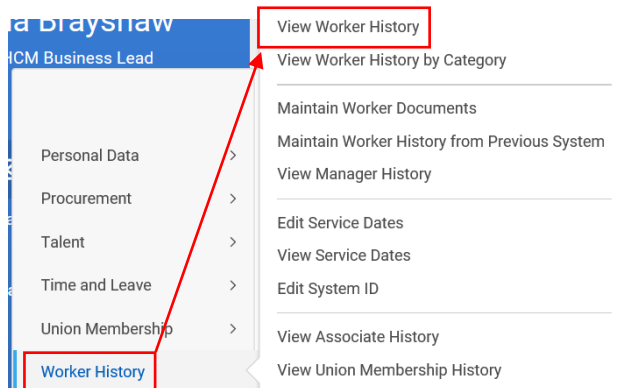 Brayshaw
HCM Business Lead
Personal Data
Procurement
Talent
Time and Leave
Union Membership
Worker History
View Worker History
View Worker History by Category
Maintain Worker Documents
Maintain Worker History from Previous System
View Manager History
Edit Service Dates
View Service Dates
Edit System ID
View Associate History
View Union Membership History